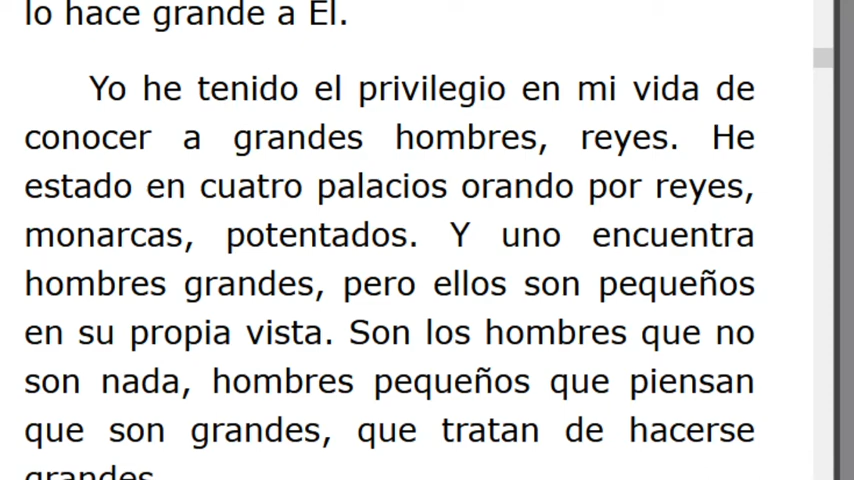 lo hace grande a Él.
Yo he tenido el privilegio en mi vida de
conocer a grandes hombres, reyes. He
estado en cuatro palacios orando por reyes,
monarcas, potentados. Y uno encuentra
hombres grandes, pero ellos son pequeños
en su propia vista. Son los hombres que no
son nada, hombres pequeños que piensan
que son grandes, que tratan de hacerse
grandes.